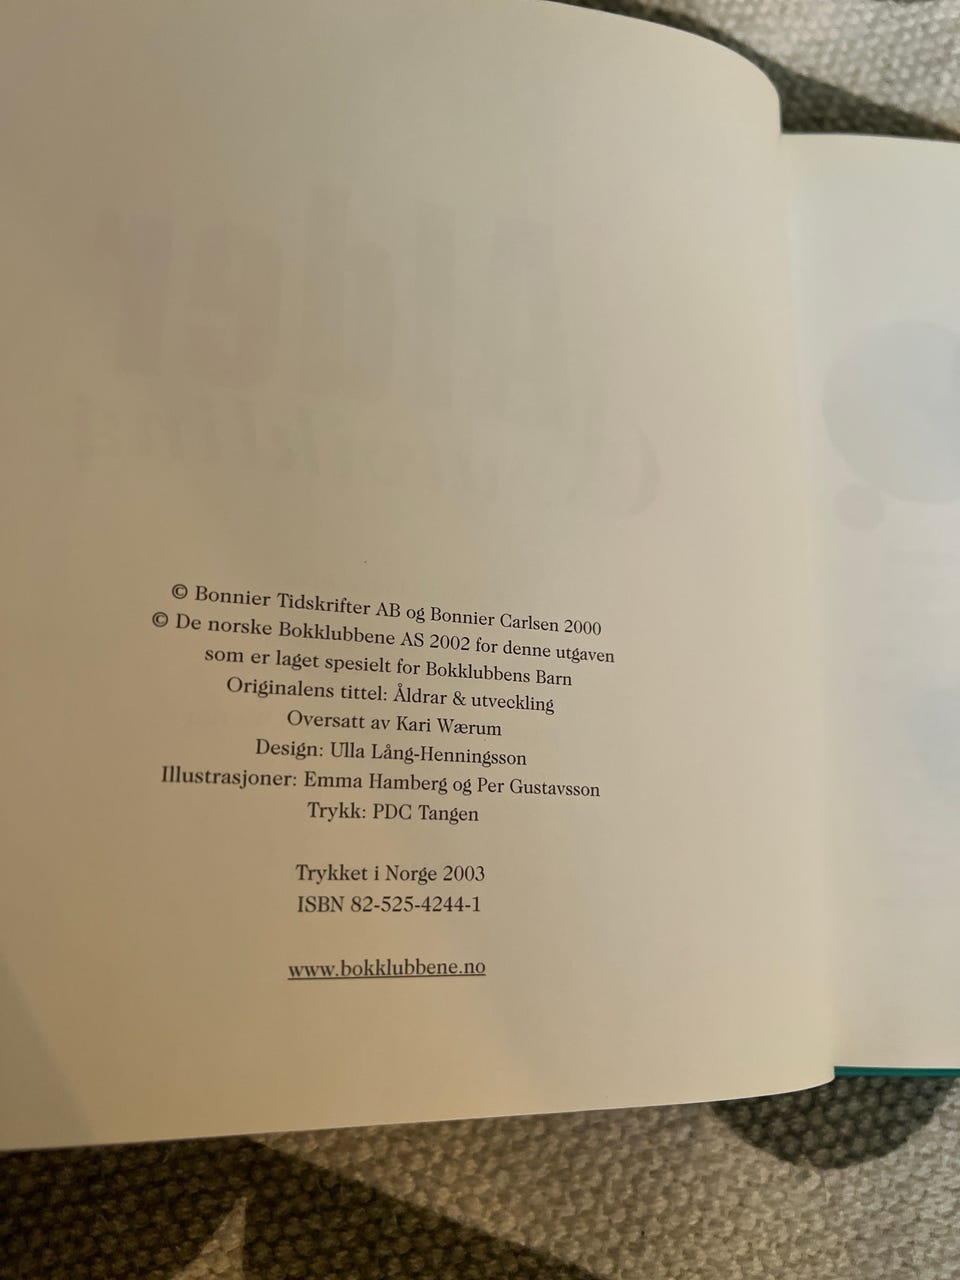 © Bonnier Tidskrifter AB og Bonnier Carlsen 2000
© De norske Bokklubbene AS 2002 for denne utgaven
som er laget spesielt for Bokklubbens Barn
Originalens tittel: Åldrar & utveckling
Oversatt av Kari Wærum
Design: Ulla Lång-Henningsson
Illustrasjoner: Emma Hamberg og Per Gustavsson
Trykk: PDC Tangen
Trykket i Norge 2003
ISBN 82-525-4244-1
www.bokklubbene.no